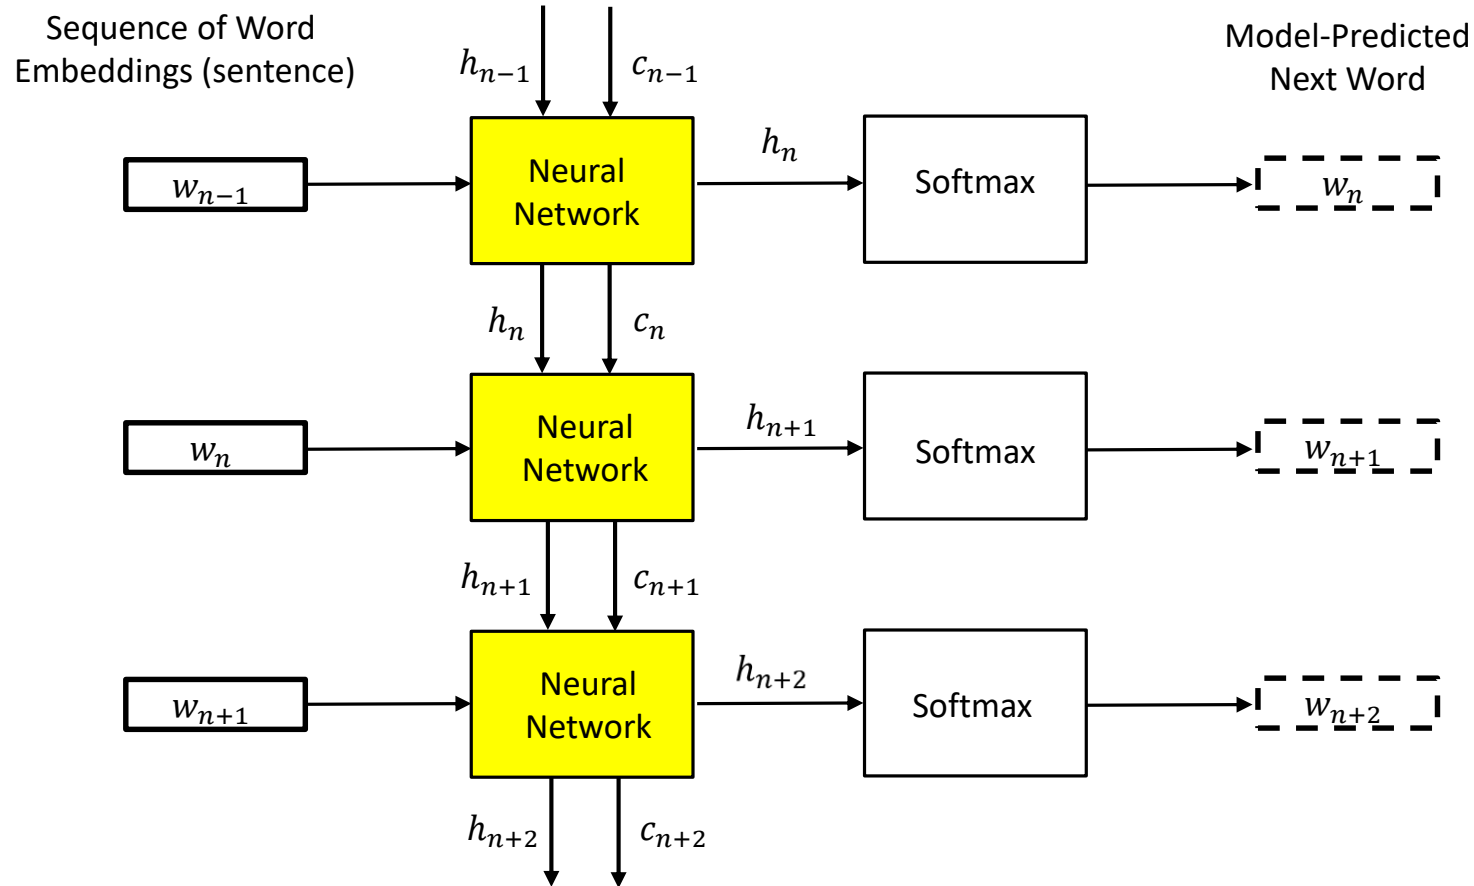 Sequence of Word
Embeddings (sentence)
Model-Predicted
Next Word
h_{n−1}
c_{n−1}
w_{n−1}
Neural
Network
h_n
Softmax
w_n
h_n
c_n
w_n
Neural
Network
h_{n+1}
Softmax
w_{n+1}
h_{n+1}
c_{n+1}
w_{n+1}
Neural
Network
h_{n+2}
Softmax
w_{n+2}
h_{n+2}
c_{n+2}